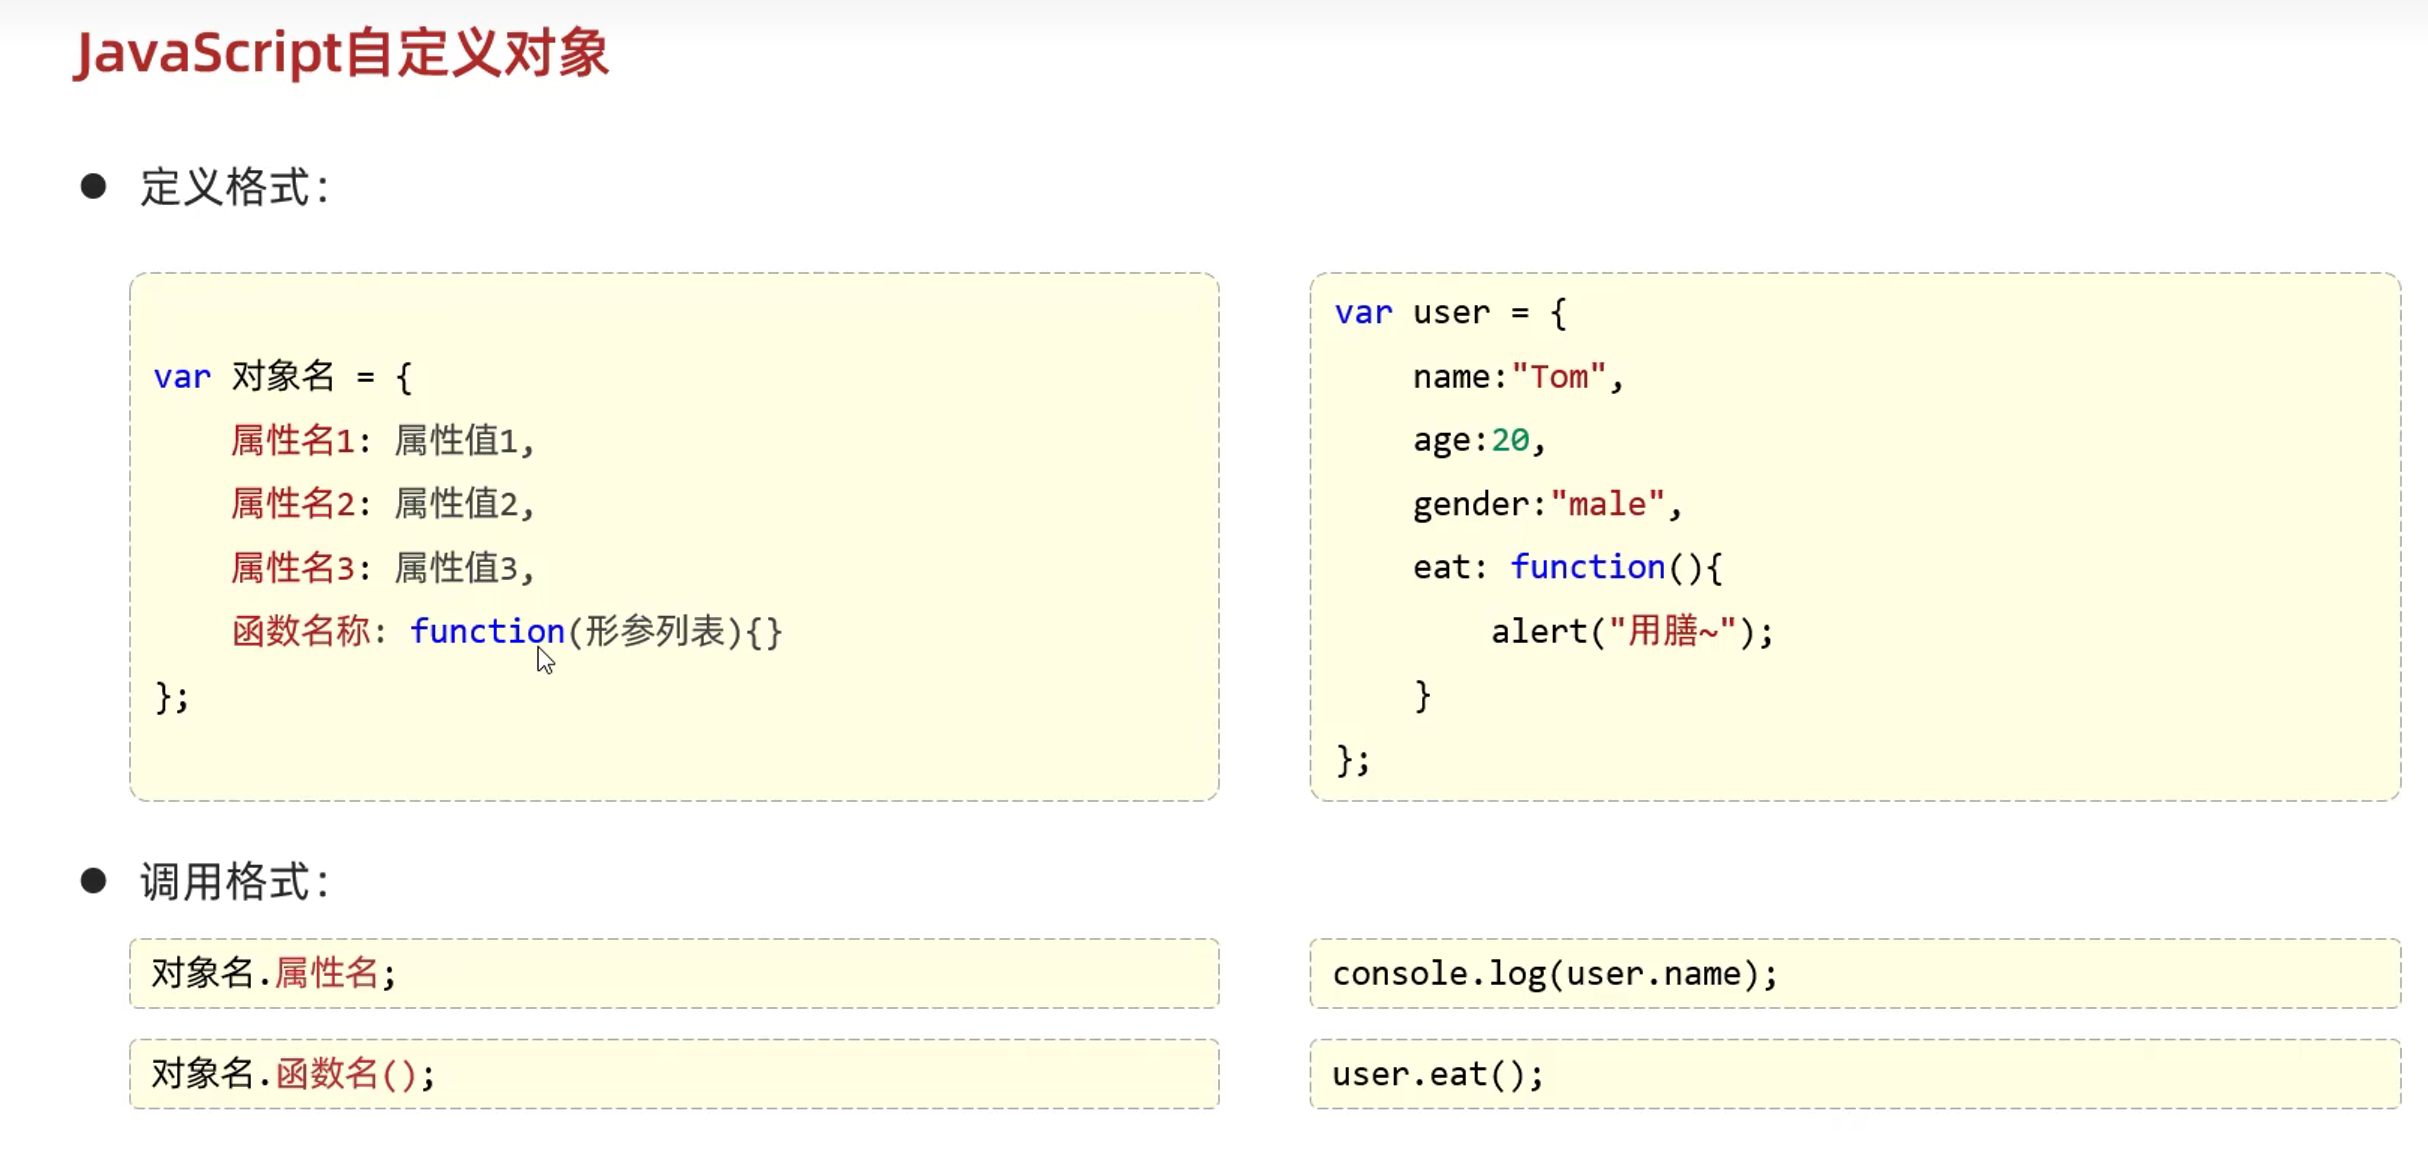 JavaScript自定义对象
● 定义格式：
var 对象名 = {
    属性名1: 属性值1,
    属性名2: 属性值2,
    属性名3: 属性值3,
    函数名称: function(形参列表){}
};
var user = {
    name:"Tom",
    age:20,
    gender:"male",
    eat: function(){
        alert("用膳~");
    }
};
● 调用格式：
对象名.属性名;
console.log(user.name);
对象名.函数名();
user.eat();